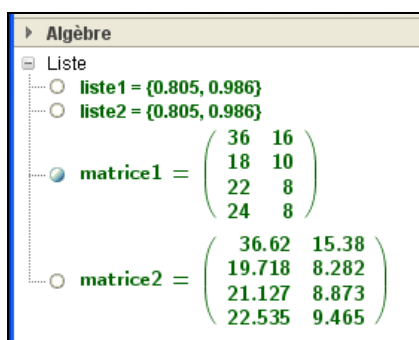 Algèbre
Liste
liste1 = {0.805, 0.986}
liste2 = {0.805, 0.986}
matrice1 =
36 16
18 10
22 8
24 8
matrice2 =
36.62 15.38
19.718 8.282
21.127 8.873
22.535 9.465